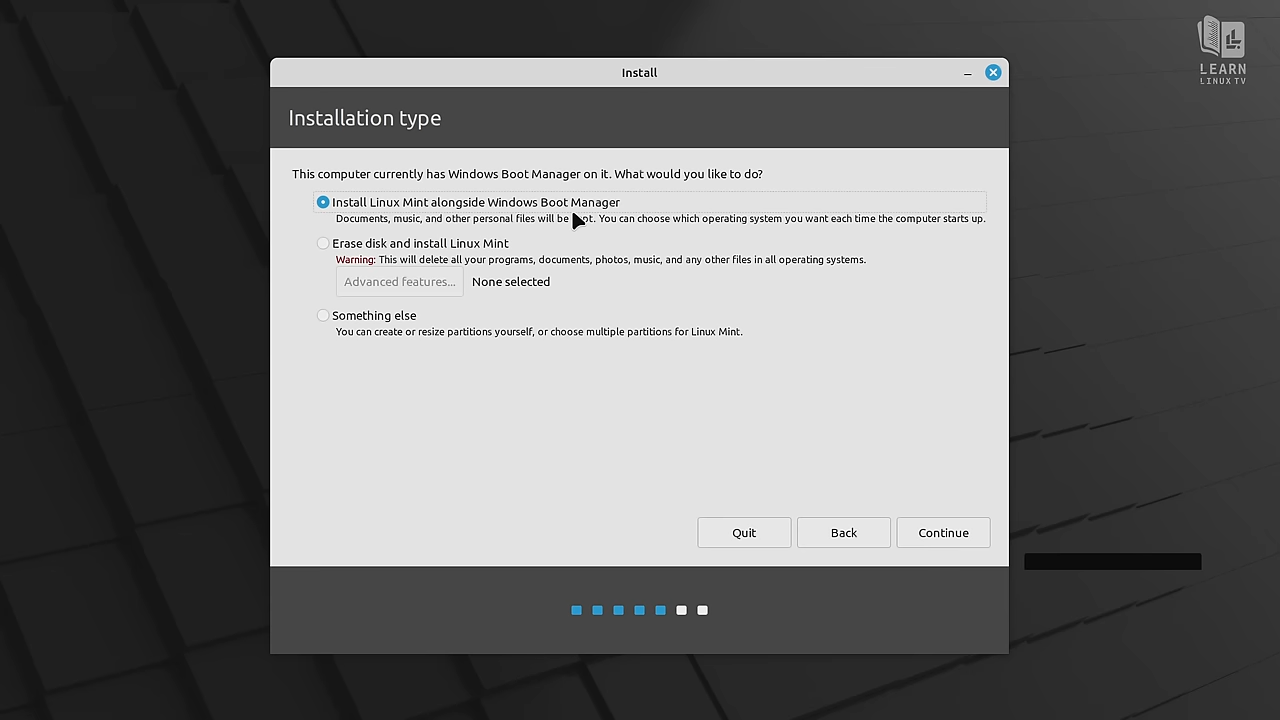 LEARN
LINUX TV
Install
Installation type
This computer currently has Windows Boot Manager on it. What would you like to do?
Install Linux Mint alongside Windows Boot Manager
Documents, music, and other personal files will be kept. You can choose which operating system you want each time the computer starts up.
Erase disk and install Linux Mint
Warning: This will delete all your programs, documents, photos, music, and any other files in all operating systems.
Advanced features... None selected
Something else
You can create or resize partitions yourself, or choose multiple partitions for Linux Mint.
Quit Back Continue